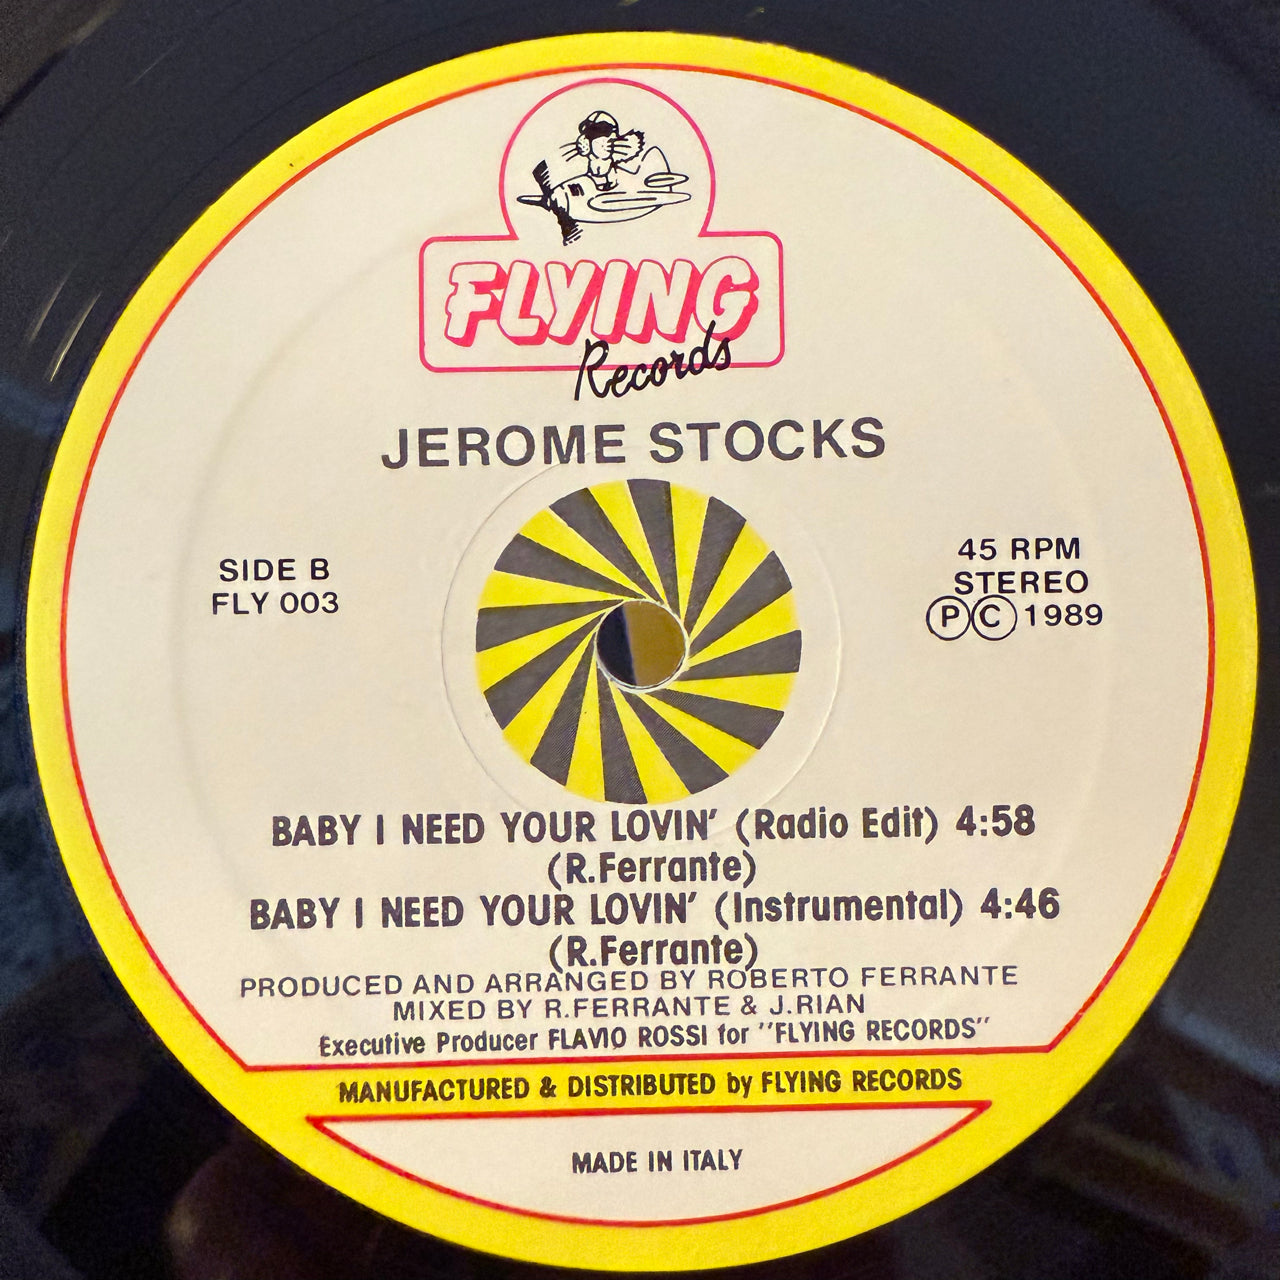 FLYING
Records
JEROME STOCKS
SIDE B
FLY 003
45 RPM
STEREO
Ⓟ Ⓒ 1989
BABY I NEED YOUR LOVIN' (Radio Edit) 4:58
(R.Ferrante)
BABY I NEED YOUR LOVIN' (Instrumental) 4:46
(R.Ferrante)
PRODUCED AND ARRANGED BY ROBERTO FERRANTE
MIXED BY R.FERRANTE & J.RIAN
Executive Producer FLAVIO ROSSI for "FLYING RECORDS"
MANUFACTURED & DISTRIBUTED by FLYING RECORDS
MADE IN ITALY